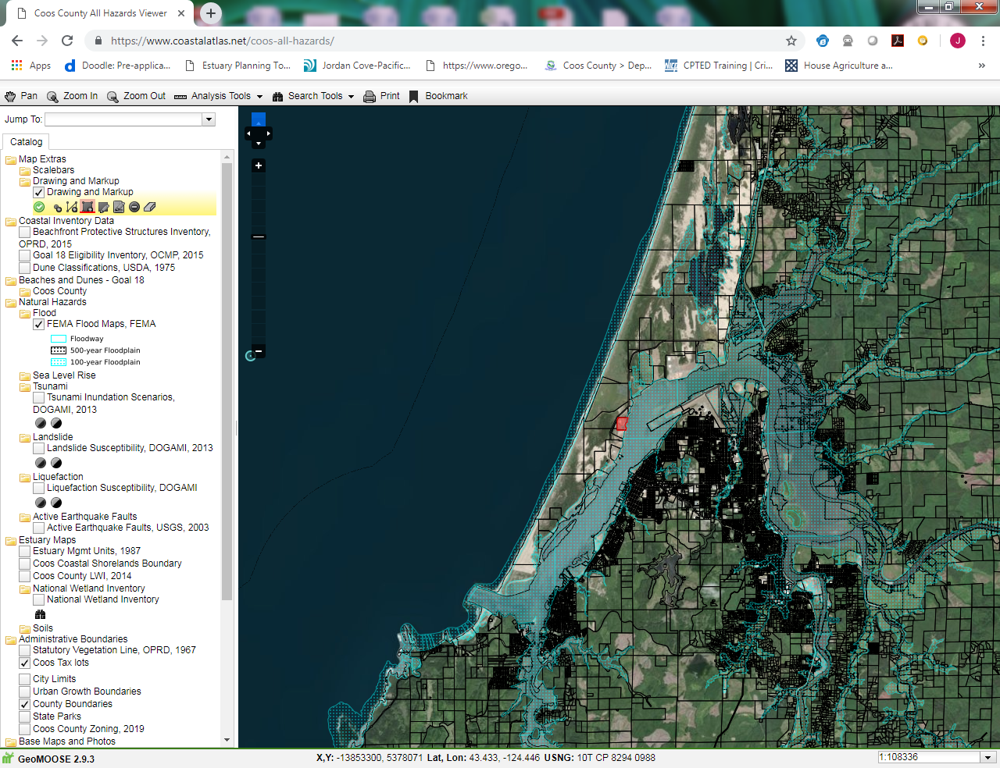 Coos County All Hazards Viewer
https://www.coastalatlas.net/coos-all-hazards/
J
Apps
Doodle: Pre-applica...
Estuary Planning To...
Jordan Cove-Pacific...
https://www.orego...
Coos County > Dep...
CPTED Training | Cri...
House Agriculture a...
»
Pan
Zoom In
Zoom Out
Analysis Tools
Search Tools
Print
Bookmark
Jump To:
Catalog
Map Extras
Scalebars
Drawing and Markup
Drawing and Markup
Coastal Inventory Data
Beachfront Protective Structures Inventory,
OPRD, 2015
Goal 18 Eligibility Inventory, OCMP, 2015
Dune Classifications, USDA, 1975
Beaches and Dunes - Goal 18
Coos County
Natural Hazards
Flood
FEMA Flood Maps, FEMA
Floodway
500-year Floodplain
100-year Floodplain
Sea Level Rise
Tsunami
Tsunami Inundation Scenarios,
DOGAMI, 2013
Landslide
Landslide Susceptibility, DOGAMI, 2013
Liquefaction
Liquefaction Susceptibility, DOGAMI
Active Earthquake Faults
Active Earthquake Faults, USGS, 2003
Estuary Maps
Estuary Mgmt Units, 1987
Coos Coastal Shorelands Boundary
Coos County LWI, 2014
National Wetland Inventory
National Wetland Inventory
Soils
Administrative Boundaries
Statutory Vegetation Line, OPRD, 1967
Coos Tax lots
City Limits
Urban Growth Boundaries
County Boundaries
State Parks
Coos County Zoning, 2019
Base Maps and Photos
GeoMOOSE 2.9.3
X,Y: -13853300, 5378071 Lat, Lon: 43.433, -124.446 USNG: 10T CP 8294 0988
1:108336